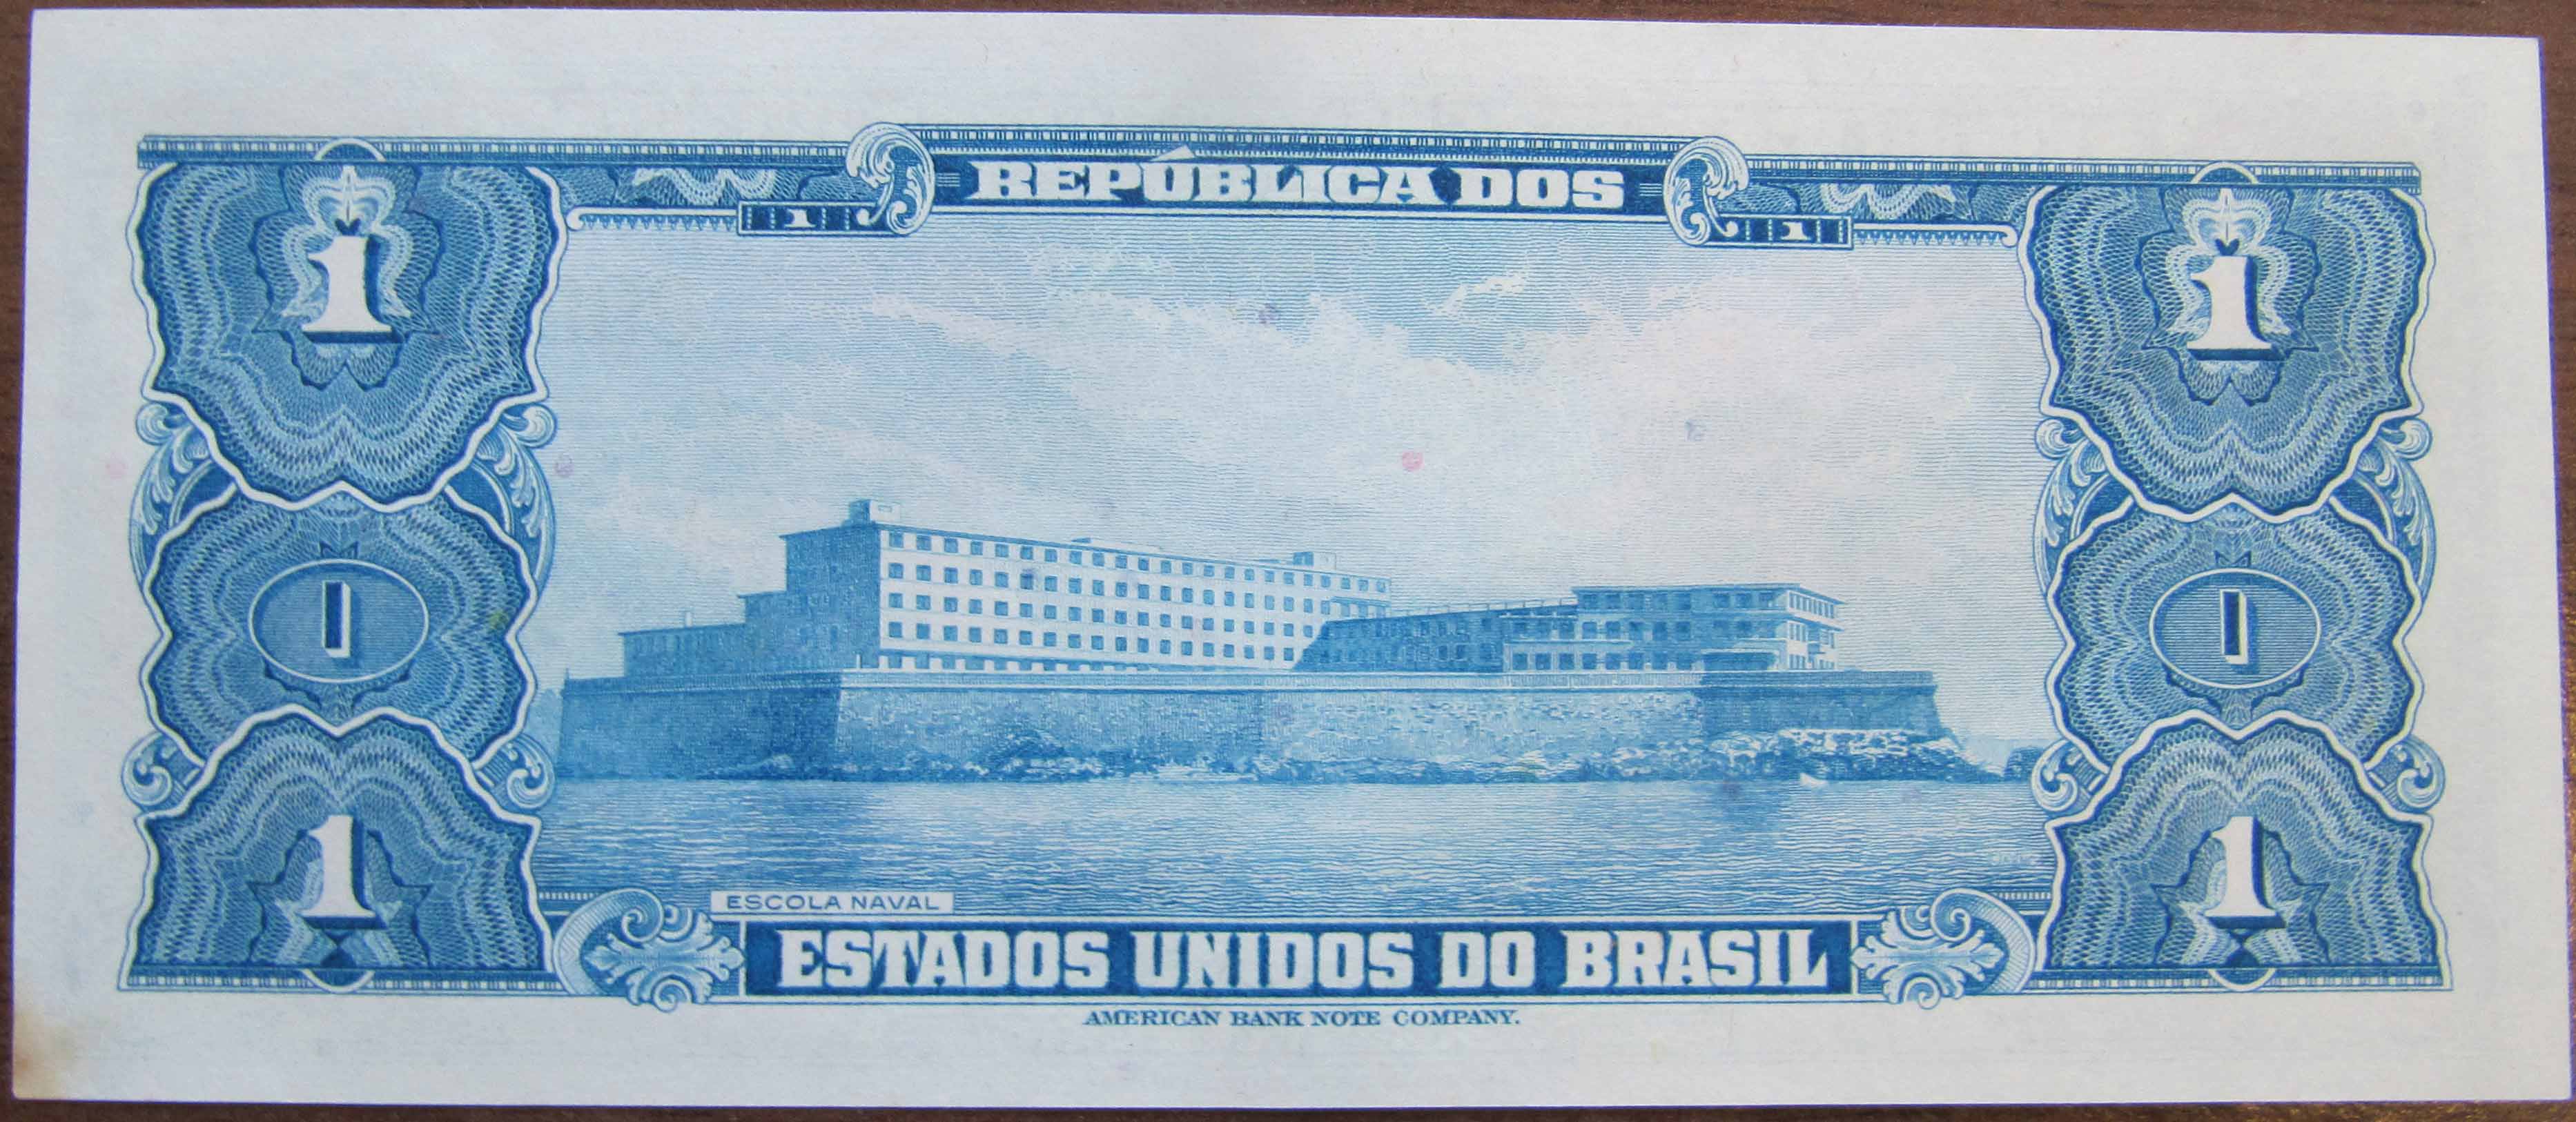 REPÚBLICA DOS
1 1
1 1
1 1
1 1
ESCOLA NAVAL
ESTADOS UNIDOS DO BRASIL
AMERICAN BANK NOTE COMPANY.